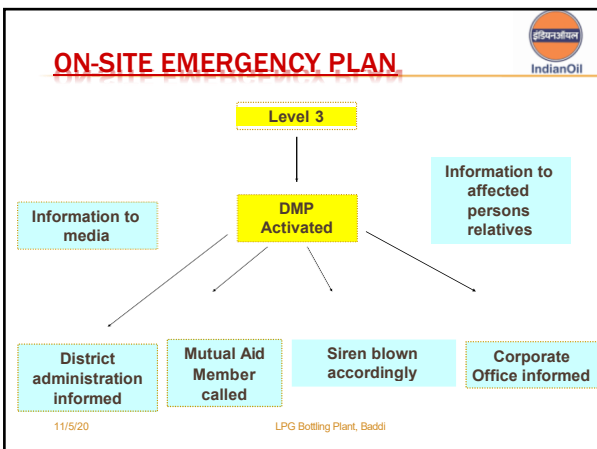 ON-SITE EMERGENCY PLAN
इंडियनऑयल
IndianOil
Level 3
Information to
media
DMP
Activated
Information to
affected
persons
relatives
District
administration
informed
Mutual Aid
Member
called
Siren blown
accordingly
Corporate
Office informed
11/5/20
LPG Bottling Plant, Baddi